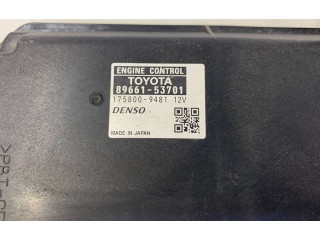 ENGINE CONTROL
TOYOTA
89661-53701
175800-9481 12V
DENSO
MADE IN JAPAN